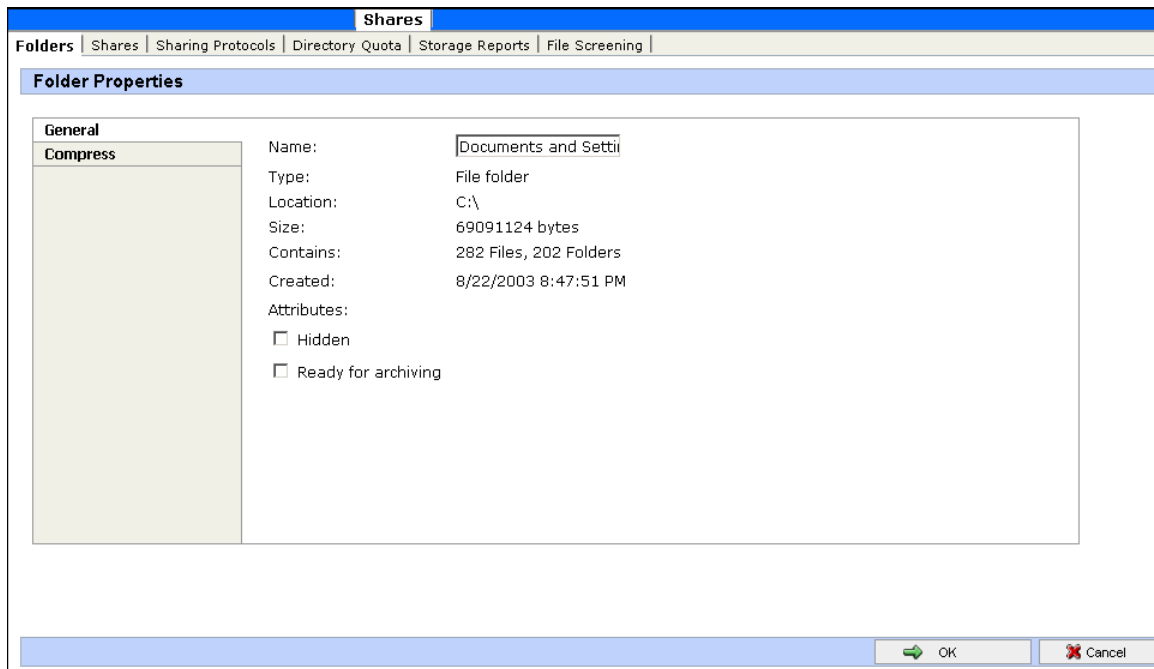 Shares
Folders Shares Sharing Protocols Directory Quota Storage Reports File Screening
Folder Properties
General
Compress
Name: Documents and Setti
Type: File folder
Location: C:\
Size: 69091124 bytes
Contains: 282 Files, 202 Folders
Created: 8/22/2003 8:47:51 PM
Attributes:
Hidden
Ready for archiving
OK Cancel